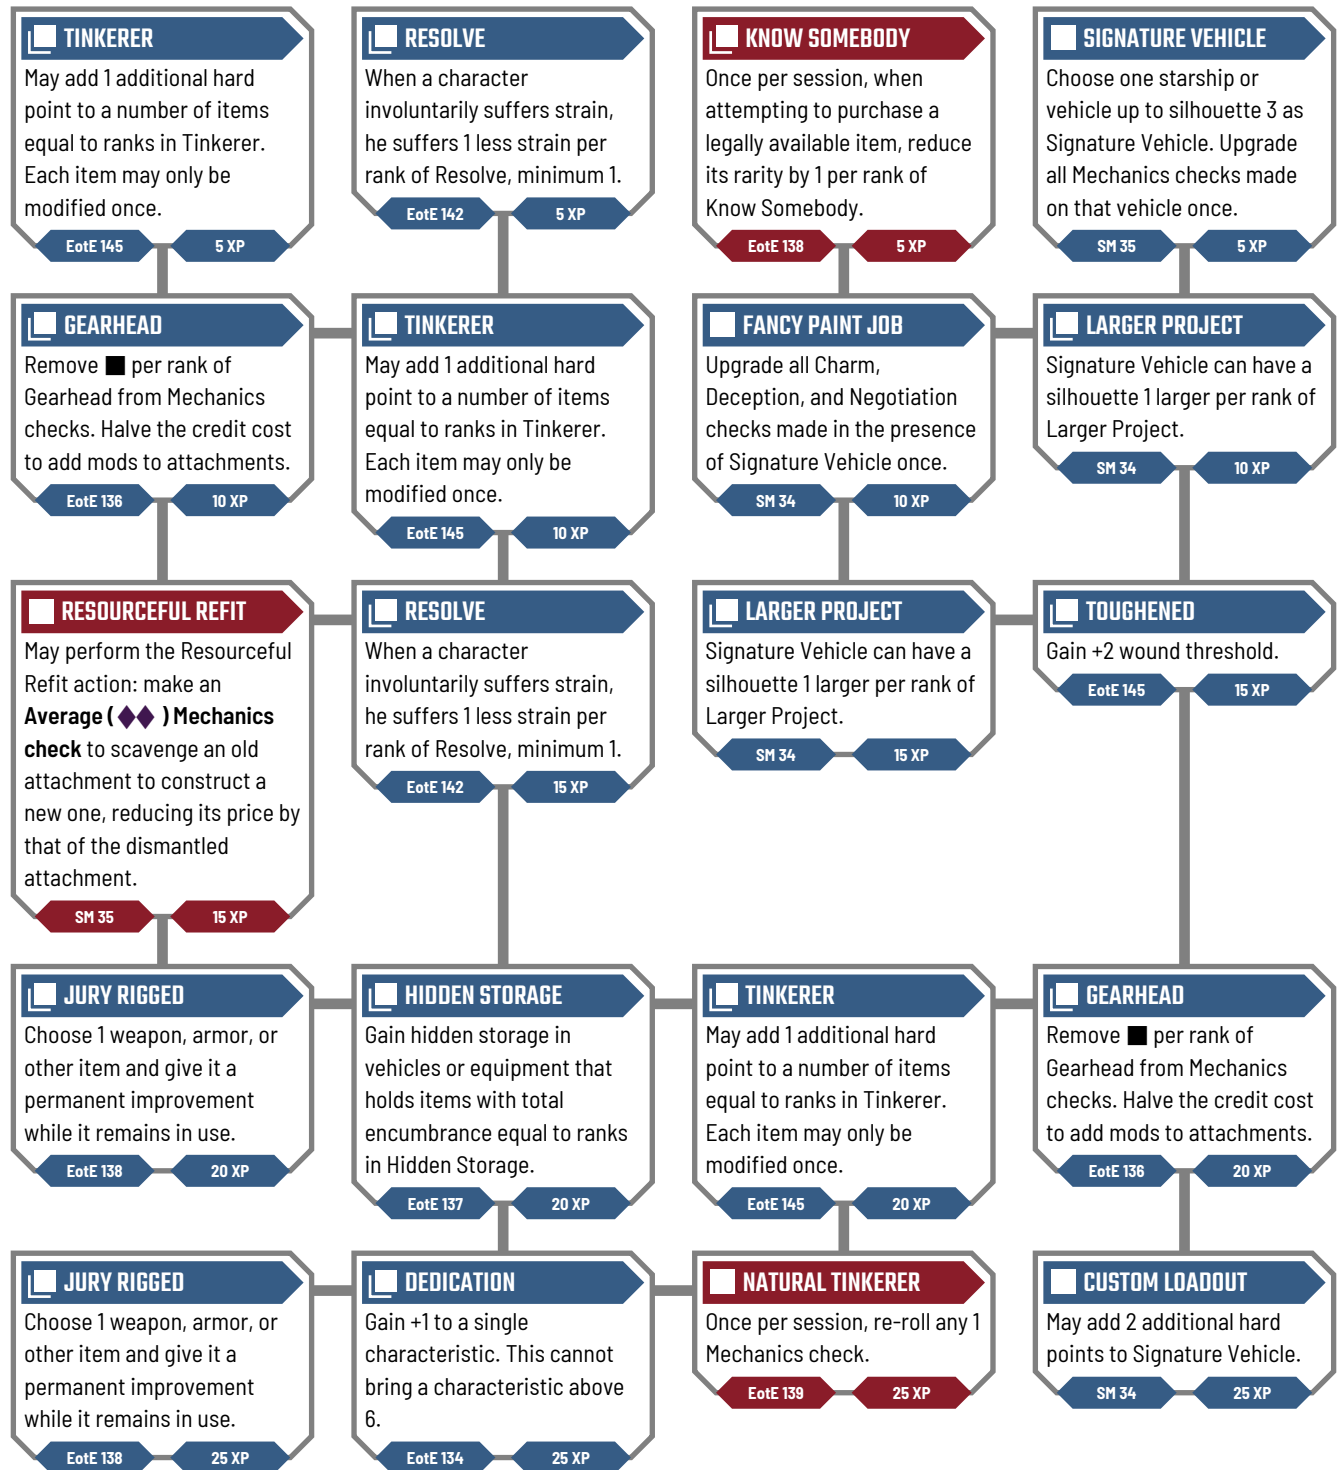 TINKERER
May add 1 additional hard
point to a number of items
equal to ranks in Tinkerer.
Each item may only be
modified once.
EotE 145
5 XP
RESOLVE
When a character
involuntarily suffers strain,
he suffers 1 less strain per
rank of Resolve, minimum 1.
EotE 142
5 XP
KNOW SOMEBODY
Once per session, when
attempting to purchase a
legally available item, reduce
its rarity by 1 per rank of
Know Somebody.
EotE 138
5 XP
SIGNATURE VEHICLE
Choose one starship or
vehicle up to silhouette 3 as
Signature Vehicle. Upgrade
all Mechanics checks made
on that vehicle once.
SM 35
5 XP
GEARHEAD
Remove ■ per rank of
Gearhead from Mechanics
checks. Halve the credit cost
to add mods to attachments.
EotE 136
10 XP
TINKERER
May add 1 additional hard
point to a number of items
equal to ranks in Tinkerer.
Each item may only be
modified once.
EotE 145
10 XP
FANCY PAINT JOB
Upgrade all Charm,
Deception, and Negotiation
checks made in the presence
of Signature Vehicle once.
SM 34
10 XP
LARGER PROJECT
Signature Vehicle can have a
silhouette 1 larger per rank of
Larger Project.
SM 34
10 XP
RESOURCEFUL REFIT
May perform the Resourceful
Refit action: make an
Average (◆◆ ) Mechanics
check to scavenge an old
attachment to construct a
new one, reducing its price by
that of the dismantled
attachment.
SM 35
15 XP
RESOLVE
When a character
involuntarily suffers strain,
he suffers 1 less strain per
rank of Resolve, minimum 1.
EotE 142
15 XP
LARGER PROJECT
Signature Vehicle can have a
silhouette 1 larger per rank of
Larger Project.
SM 34
15 XP
TOUGHENED
Gain +2 wound threshold.
EotE 145
15 XP
JURY RIGGED
Choose 1 weapon, armor, or
other item and give it a
permanent improvement
while it remains in use.
EotE 138
20 XP
HIDDEN STORAGE
Gain hidden storage in
vehicles or equipment that
holds items with total
encumbrance equal to ranks
in Hidden Storage.
EotE 137
20 XP
TINKERER
May add 1 additional hard
point to a number of items
equal to ranks in Tinkerer.
Each item may only be
modified once.
EotE 145
20 XP
GEARHEAD
Remove ■ per rank of
Gearhead from Mechanics
checks. Halve the credit cost
to add mods to attachments.
EotE 136
20 XP
JURY RIGGED
Choose 1 weapon, armor, or
other item and give it a
permanent improvement
while it remains in use.
EotE 138
25 XP
DEDICATION
Gain +1 to a single
characteristic. This cannot
bring a characteristic above
6.
EotE 134
25 XP
NATURAL TINKERER
Once per session, re-roll any 1
Mechanics check.
EotE 139
25 XP
CUSTOM LOADOUT
May add 2 additional hard
points to Signature Vehicle.
SM 34
25 XP